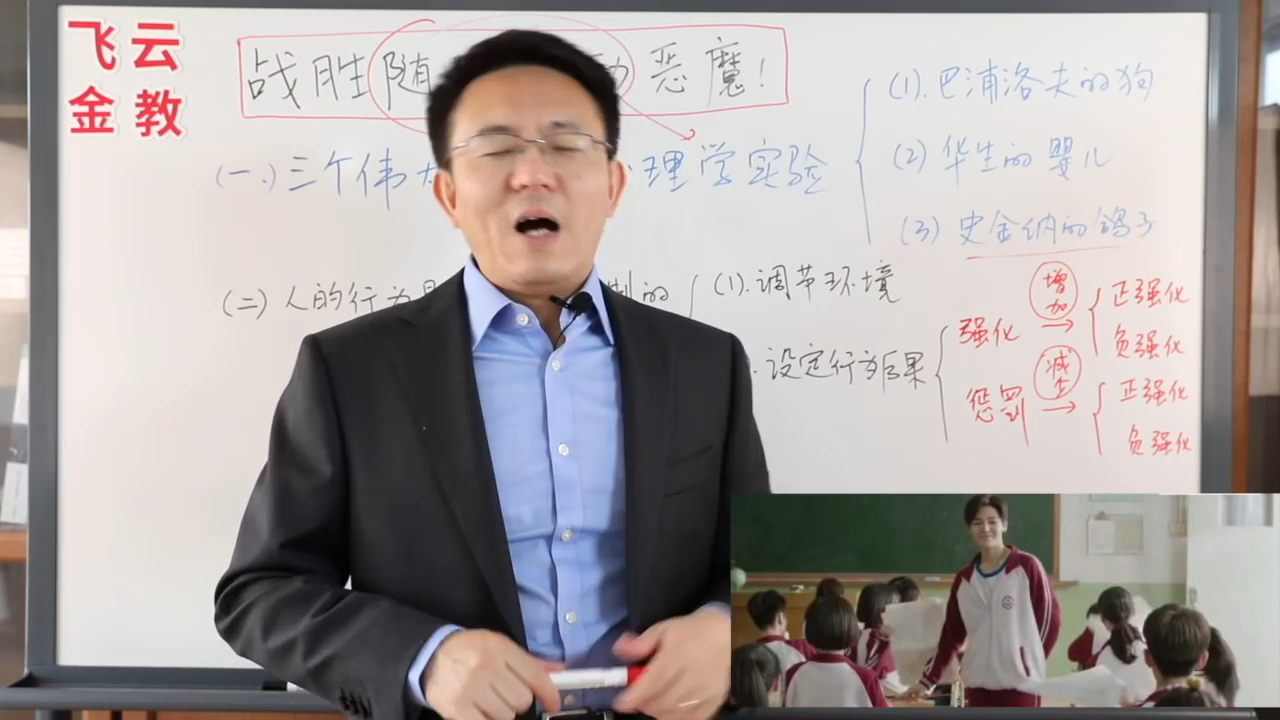 飞云
金教
战胜随 恶魔!
(一.)三个伟 理学实验
(1).巴浦洛夫的狗
(2)华生的婴儿
(3)史金纳的鸽子
(二)人的行为 制的
(1).调节环境
设定行为后果
强化
增加
正强化
负强化
惩罚
减少
正强化
负强化